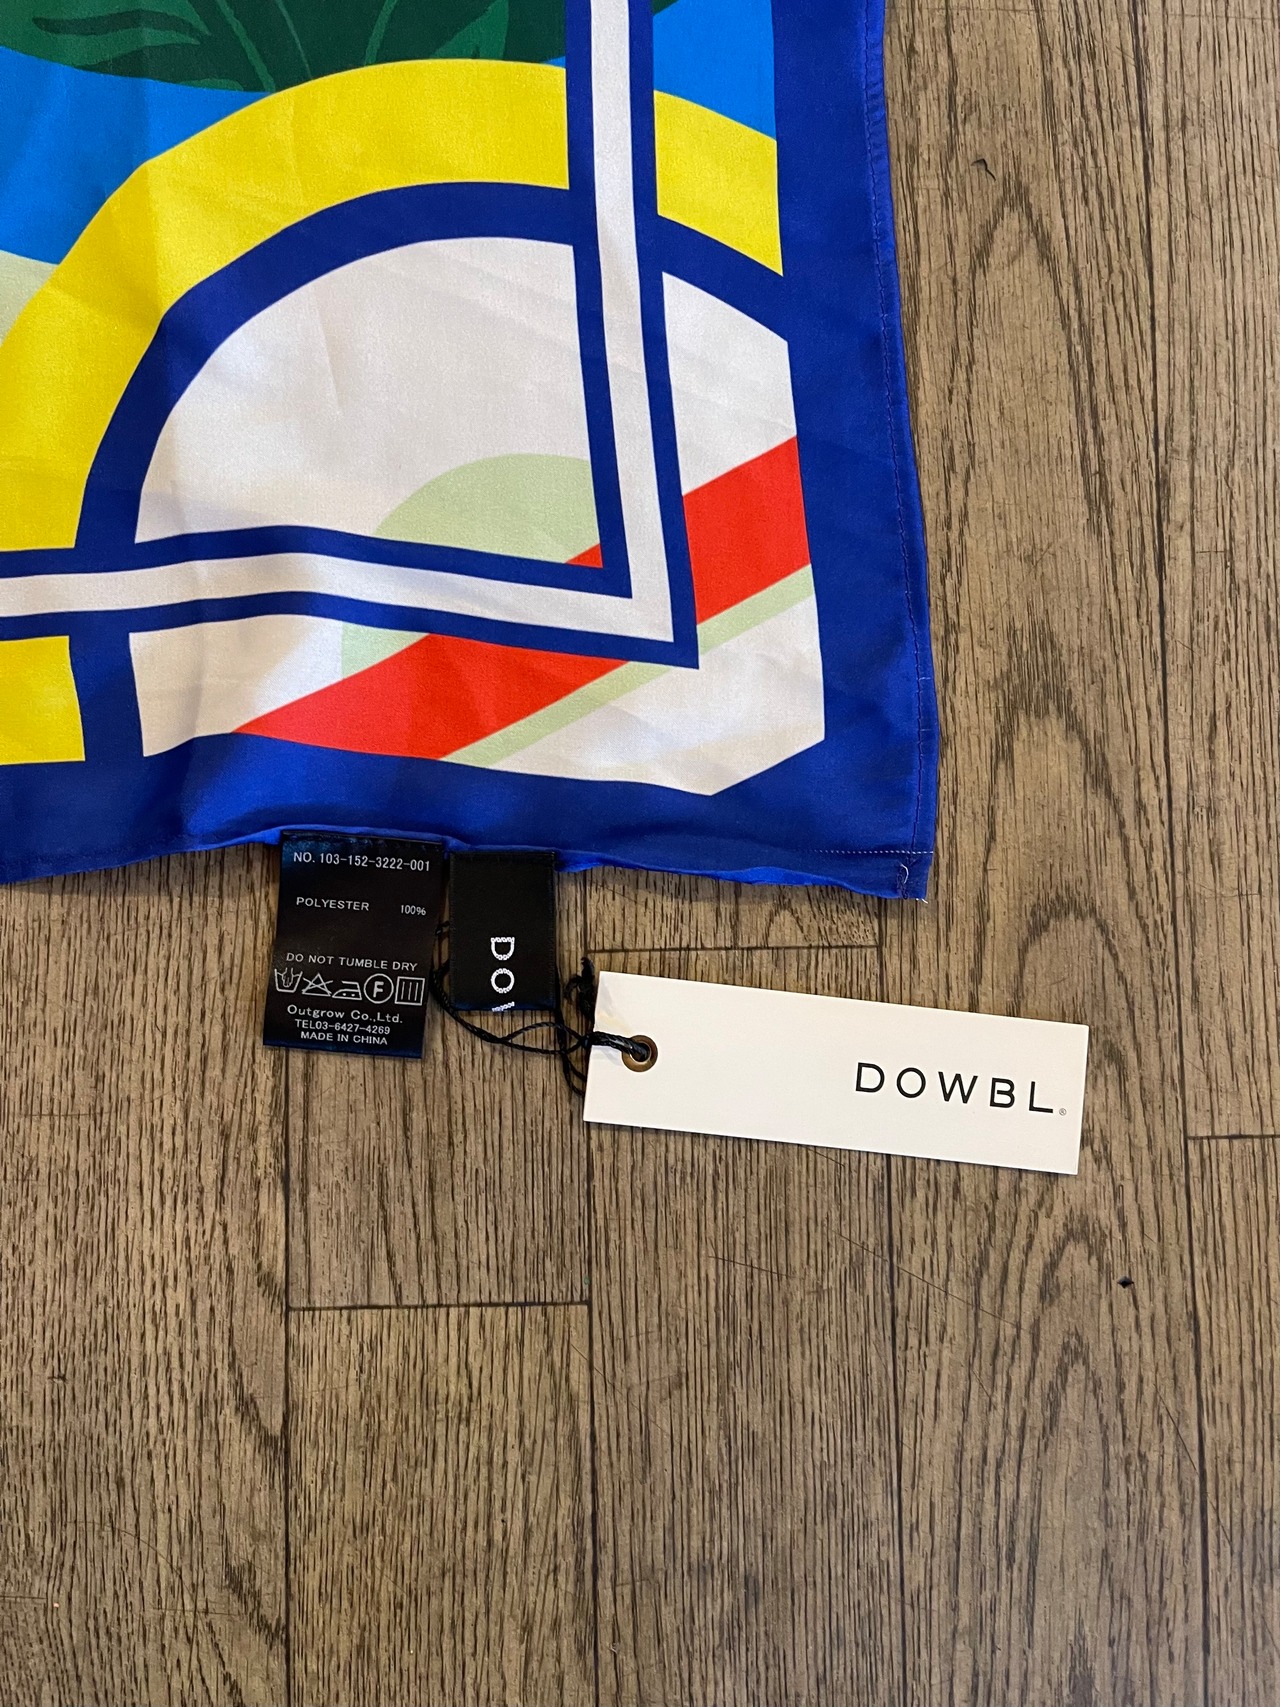 NO. 103-152-3222-001
POLYESTER 100%
DO NOT TUMBLE DRY
F
Outgrow Co.,Ltd.
TEL03-6427-4269
MADE IN CHINA
DO
DOWBL®